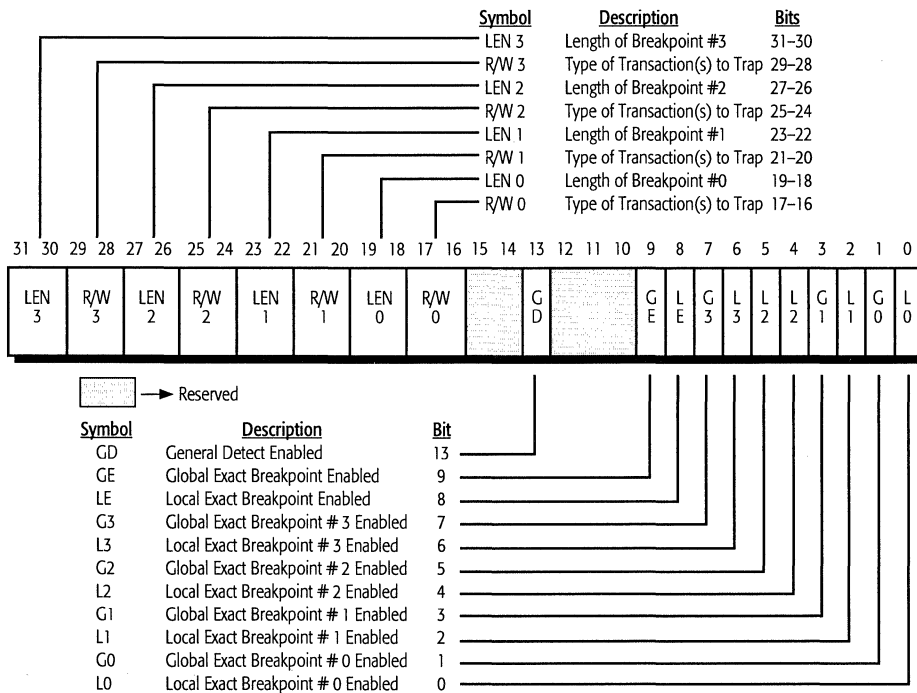 Symbol Description Bits
LEN 3 Length of Breakpoint #3 31–30
R/W 3 Type of Transaction(s) to Trap 29–28
LEN 2 Length of Breakpoint #2 27–26
R/W 2 Type of Transaction(s) to Trap 25–24
LEN 1 Length of Breakpoint #1 23–22
R/W 1 Type of Transaction(s) to Trap 21–20
LEN 0 Length of Breakpoint #0 19–18
R/W 0 Type of Transaction(s) to Trap 17–16
31 30 29 28 27 26 25 24 23 22 21 20 19 18 17 16 15 14 13 12 11 10 9 8 7 6 5 4 3 2 1 0
LEN R/W LEN R/W LEN R/W LEN R/W G G L G L L L G L G L
3 3 2 2 1 1 0 0 D E E 3 3 2 2 1 1 0 0
Reserved
Symbol Description Bit
GD General Detect Enabled 13
GE Global Exact Breakpoint Enabled 9
LE Local Exact Breakpoint Enabled 8
G3 Global Exact Breakpoint # 3 Enabled 7
L3 Local Exact Breakpoint # 3 Enabled 6
G2 Global Exact Breakpoint # 2 Enabled 5
L2 Local Exact Breakpoint # 2 Enabled 4
G1 Global Exact Breakpoint # 1 Enabled 3
L1 Local Exact Breakpoint # 1 Enabled 2
G0 Global Exact Breakpoint # 0 Enabled 1
L0 Local Exact Breakpoint # 0 Enabled 0